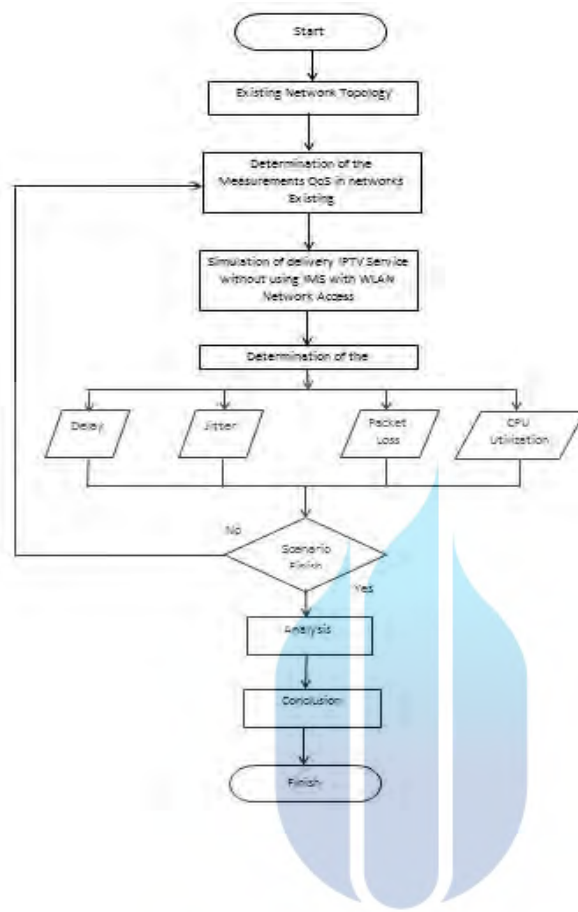 Start
Existing Network Topology
Determination of the
Measurements QoS in networks
Existing
Simulation of delivery IPTV Service
without using IMS with WLAN
Network Access
Determination of the
Delay
Jitter
Packet
Loss
CPU
Utilization
No
Scenario
Finish
Yes
Analysis
Conclusion
Finish